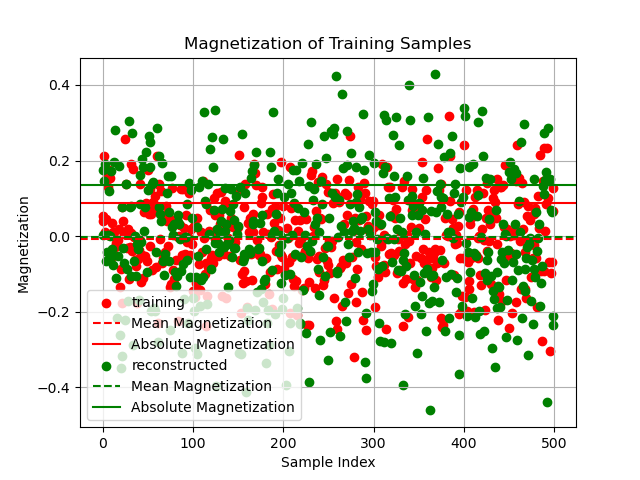 Magnetization of Training Samples
Magnetization
0.4
0.2
0.0
−0.2
−0.4
training
Mean Magnetization
Absolute Magnetization
reconstructed
Mean Magnetization
Absolute Magnetization
0
100
200
300
400
500
Sample Index